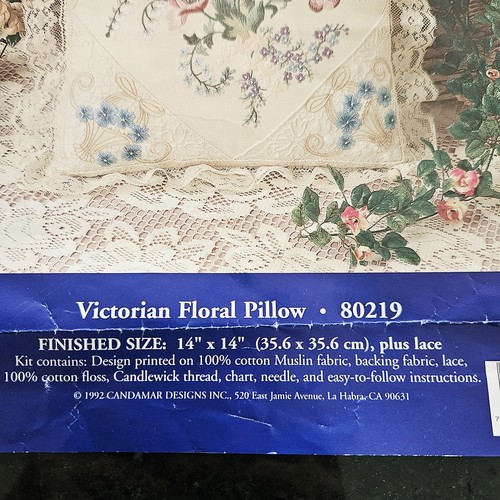 Victorian Floral Pillow • 80219
FINISHED SIZE: 14" x 14" (35.6 x 35.6 cm), plus lace
Kit contains: Design printed on 100% cotton Muslin fabric, backing fabric, lace,
100% cotton floss, Candlewick thread, chart, needle, and easy-to-follow instructions.
© 1992 CANDAMAR DESIGNS INC., 520 East Jamie Avenue, La Habra, CA 90631
7